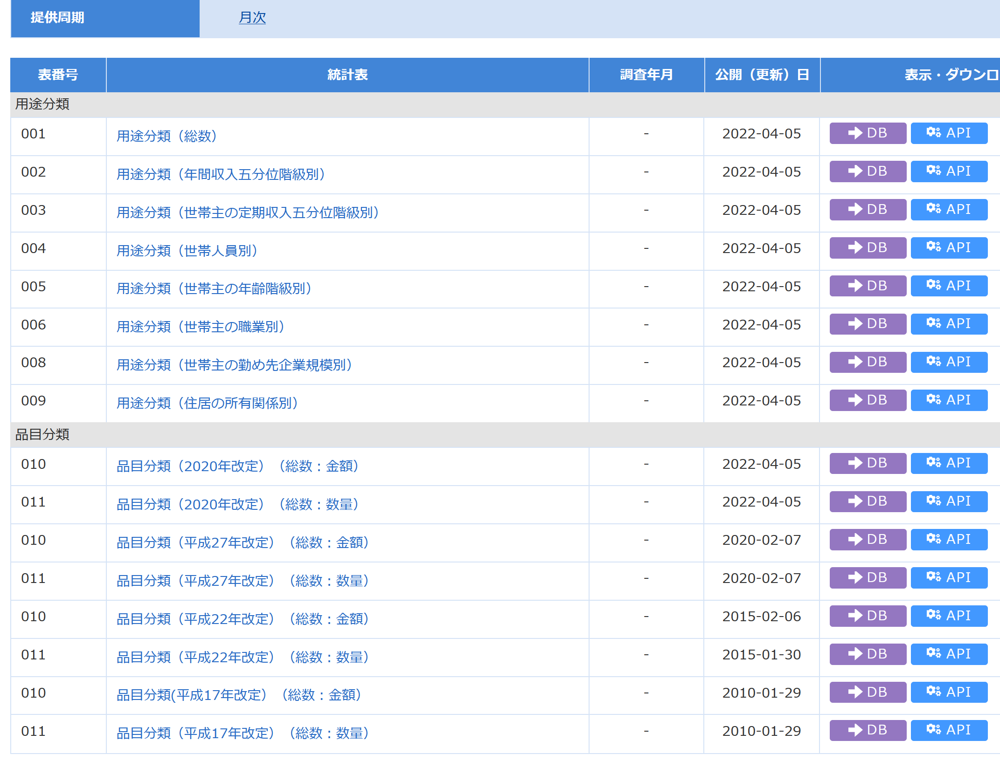 提供周期 月次
表番号 統計表 調査年月 公開（更新）日 表示・ダウンロ
用途分類
001 用途分類（総数） - 2022-04-05 DB API
002 用途分類（年間収入五分位階級別） - 2022-04-05 DB API
003 用途分類（世帯主の定期収入五分位階級別） - 2022-04-05 DB API
004 用途分類（世帯人員別） - 2022-04-05 DB API
005 用途分類（世帯主の年齢階級別） - 2022-04-05 DB API
006 用途分類（世帯主の職業別） - 2022-04-05 DB API
008 用途分類（世帯主の勤め先企業規模別） - 2022-04-05 DB API
009 用途分類（住居の所有関係別） - 2022-04-05 DB API
品目分類
010 品目分類（2020年改定）（総数：金額） - 2022-04-05 DB API
011 品目分類（2020年改定）（総数：数量） - 2022-04-05 DB API
010 品目分類（平成27年改定）（総数：金額） - 2020-02-07 DB API
011 品目分類（平成27年改定）（総数：数量） - 2020-02-07 DB API
010 品目分類（平成22年改定）（総数：金額） - 2015-02-06 DB API
011 品目分類（平成22年改定）（総数：数量） - 2015-01-30 DB API
010 品目分類(平成17年改定）（総数：金額） - 2010-01-29 DB API
011 品目分類（平成17年改定）（総数：数量） - 2010-01-29 DB API